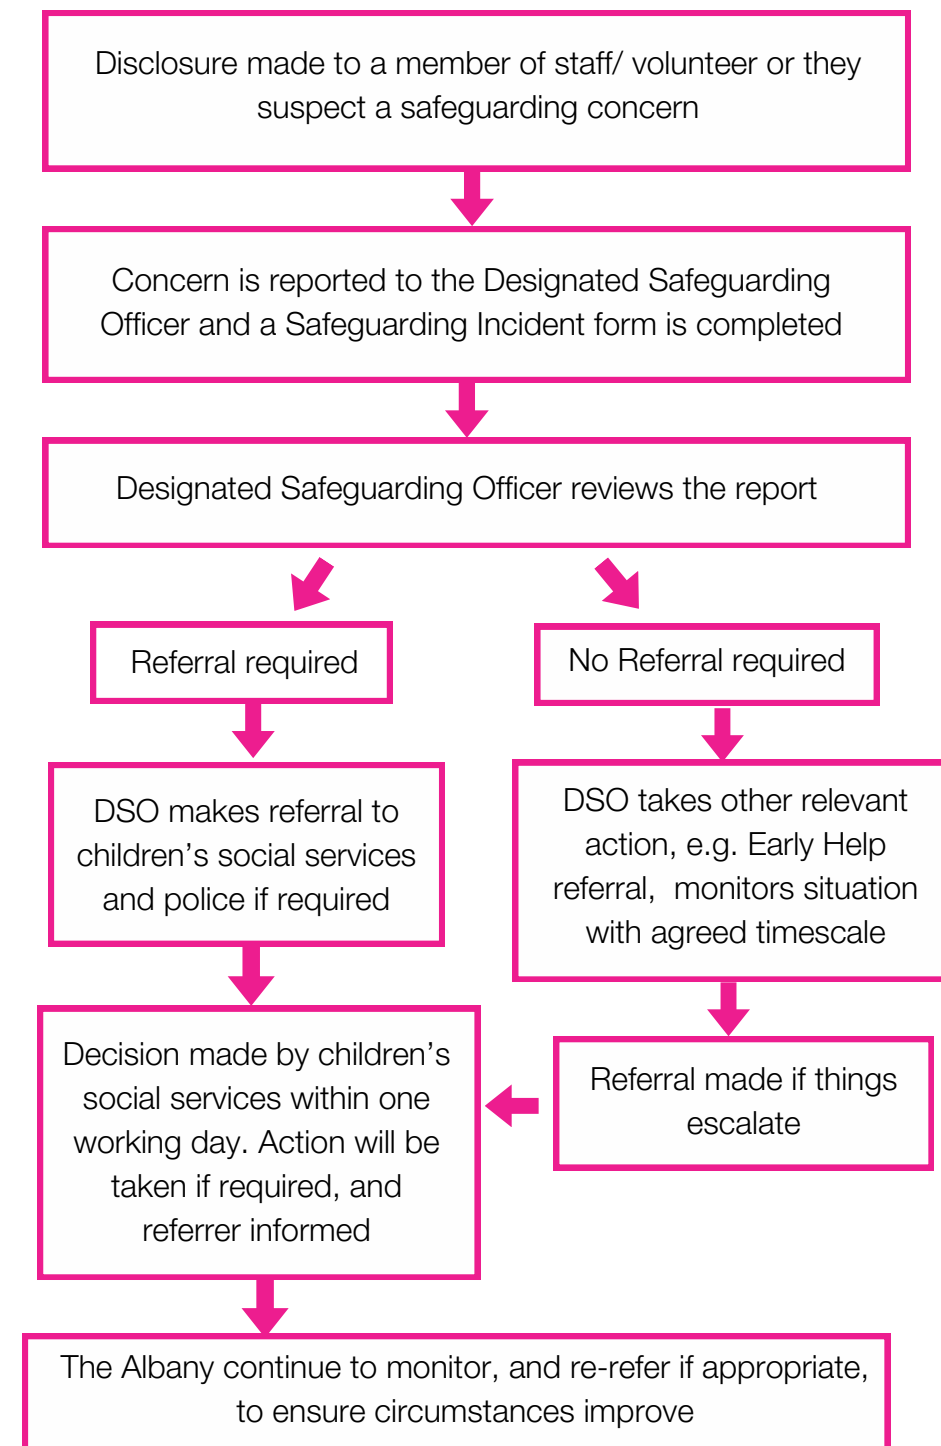 Disclosure made to a member of staff/ volunteer or they
suspect a safeguarding concern
Concern is reported to the Designated Safeguarding
Officer and a Safeguarding Incident form is completed
Designated Safeguarding Officer reviews the report
Referral required
No Referral required
DSO makes referral to
children’s social services
and police if required
DSO takes other relevant
action, e.g. Early Help
referral,  monitors situation
with agreed timescale
Decision made by children’s
social services within one
working day. Action will be
taken if required, and
referrer informed
Referral made if things
escalate
The Albany continue to monitor, and re-refer if appropriate,
to ensure circumstances improve